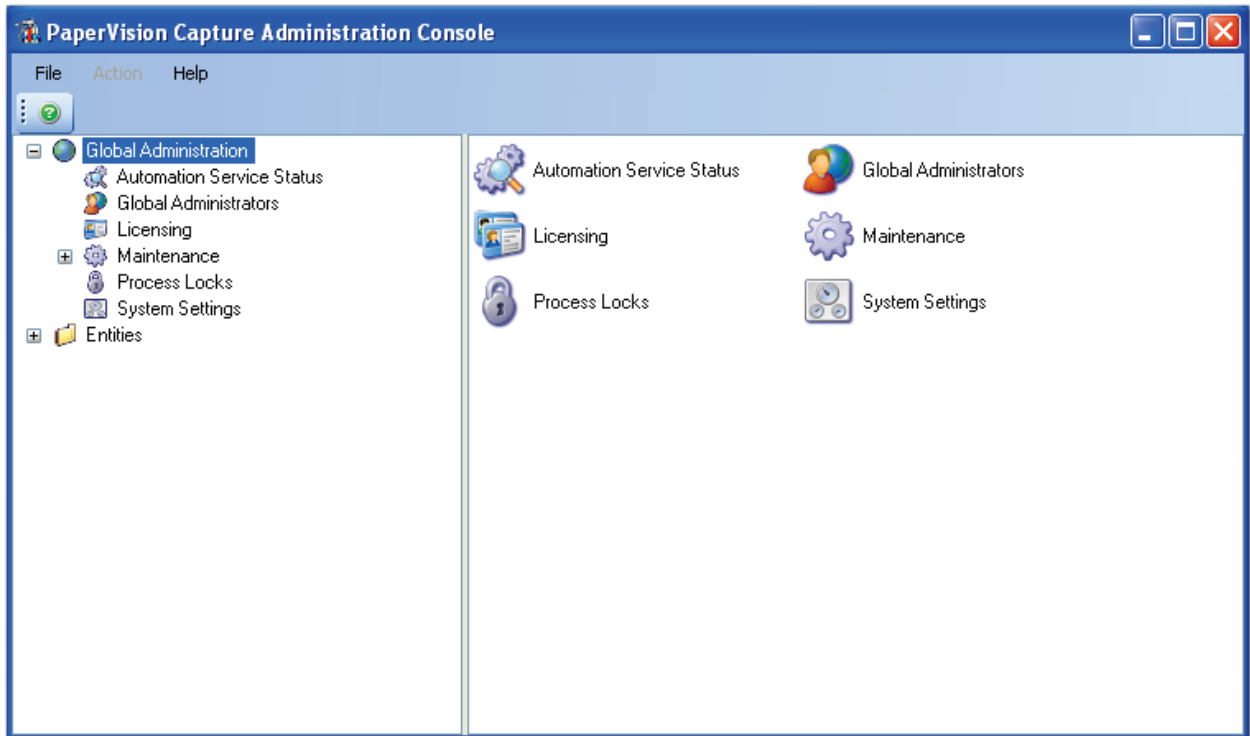 PaperVision Capture Administration Console
File Action Help
Global Administration
Automation Service Status
Global Administrators
Licensing
Maintenance
Process Locks
System Settings
Entities
Automation Service Status
Global Administrators
Licensing
Maintenance
Process Locks
System Settings